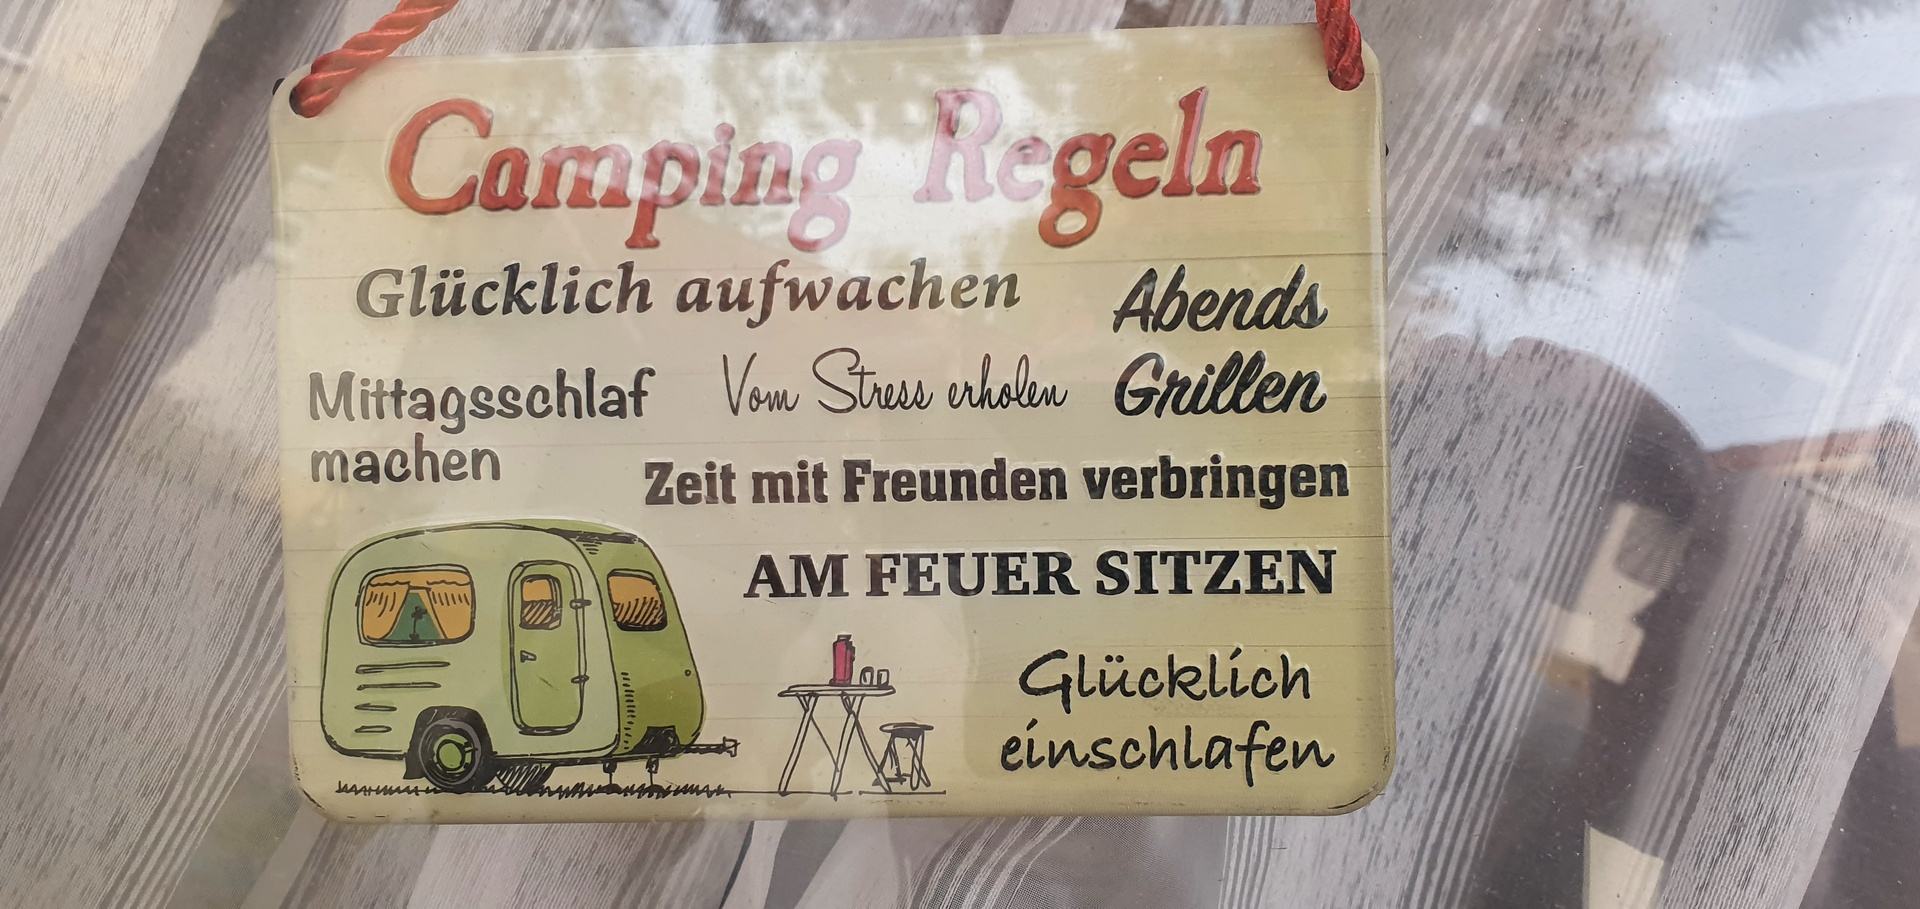 Camping Regeln
Glücklich aufwachen
Abends
Grillen
Mittagsschlaf
machen
Vom Stress erholen
Zeit mit Freunden verbringen
AM FEUER SITZEN
Glücklich
einschlafen